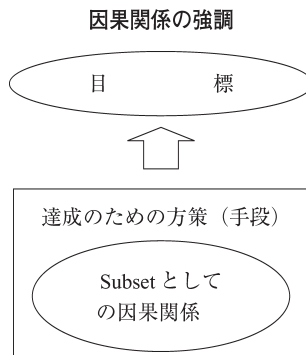 因果関係の強調
目 標
達成のための方策（手段）
Subset として
の因果関係